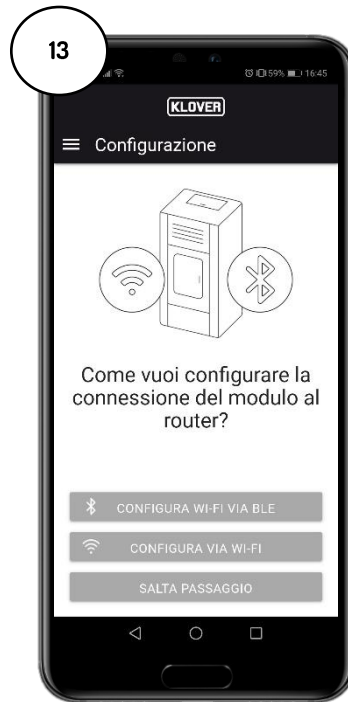 13
59% 16:45
KLOVER
Configurazione
Come vuoi configurare la
connessione del modulo al
router?
CONFIGURA WI-FI VIA BLE
CONFIGURA VIA WI-FI
SALTA PASSAGGIO